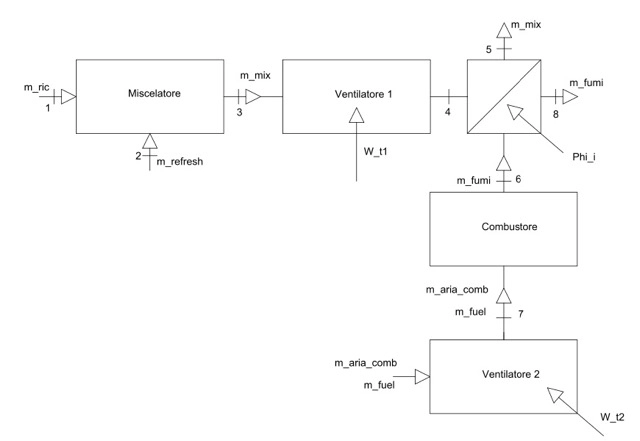 m_mix
5
m_ric
1
Miscelatore
m_mix
3
Ventilatore 1
4
m_fumi
8
2
m_refresh
W_t1
Phi_i
m_fumi
6
Combustore
m_aria_comb
m_fuel
7
m_aria_comb
m_fuel
Ventilatore 2
W_t2